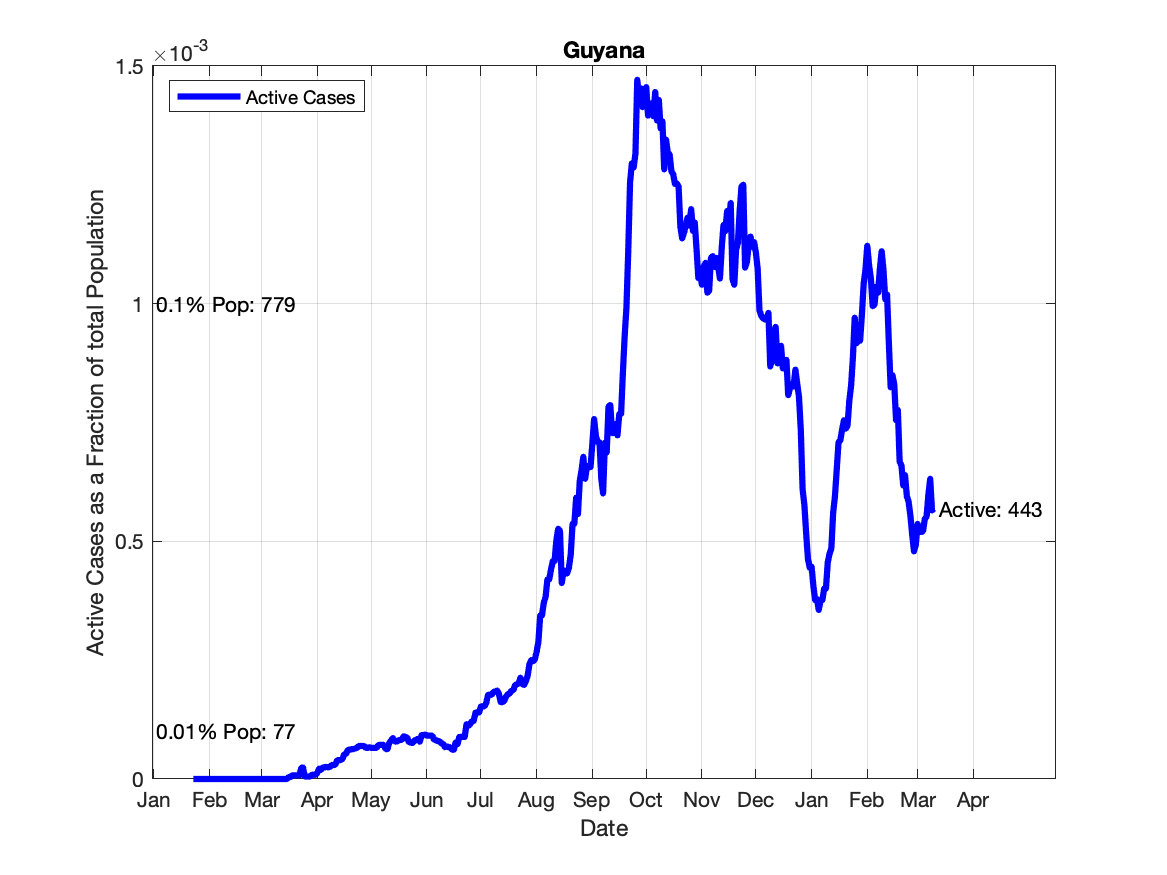 Guyana
×10-3
1.5
1
0.5
0
Active Cases
0.1% Pop: 779
0.01% Pop: 77
Active: 443
Active Cases as a Fraction of total Population
Jan Feb Mar Apr May Jun Jul Aug Sep Oct Nov Dec Jan Feb Mar Apr
Date